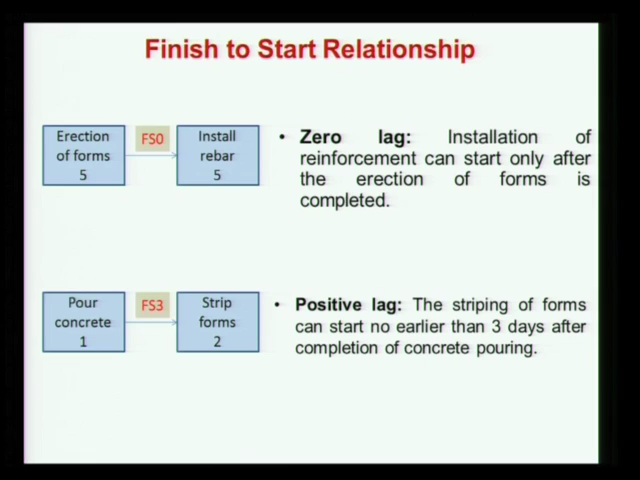 Finish to Start Relationship
Erection
of forms
5
FS0
Install
rebar
5
• Zero lag: Installation of
reinforcement can start only after
the erection of forms is
completed.
Pour
concrete
1
FS3
Strip
forms
2
• Positive lag: The striping of forms
can start no earlier than 3 days after
completion of concrete pouring.